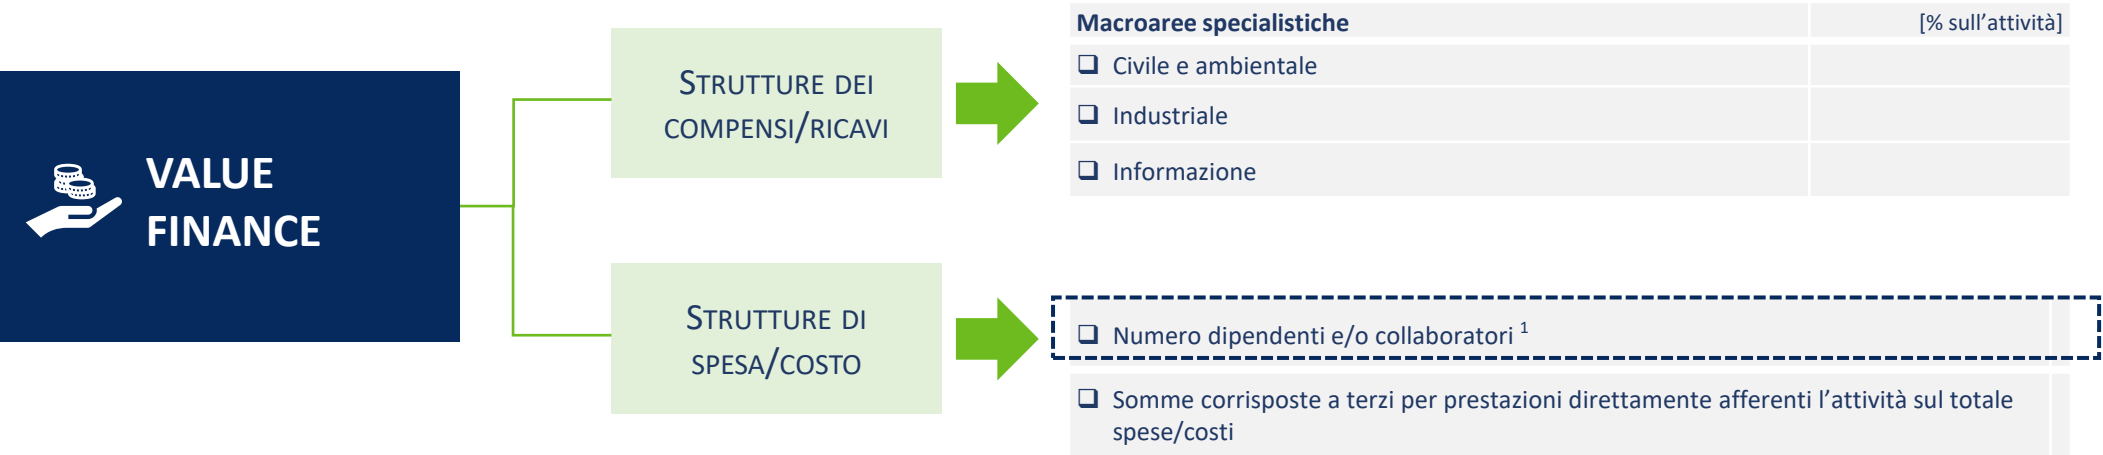 VALUE
FINANCE
STRUTTURE DEI
COMPENSI/RICAVI
Macroaree specialistiche [% sull'attività]
❑ Civile e ambientale
❑ Industriale
❑ Informazione
STRUTTURE DI
SPESA/COSTO
❑ Numero dipendenti e/o collaboratori ¹
❑ Somme corrisposte a terzi per prestazioni direttamente afferenti l'attività sul totale
spese/costi